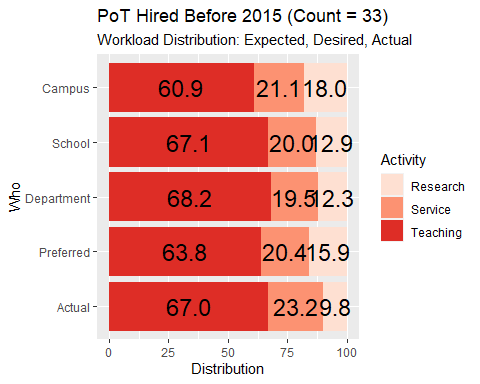 PoT Hired Before 2015 (Count = 33)
Workload Distribution: Expected, Desired, Actual
Campus 60.9 21.1 18.0
School 67.1 20.0 12.9
Department 68.2 19.5 12.3
Preferred 63.8 20.4 15.9
Actual 67.0 23.2 9.8
Who
0 25 50 75 100
Distribution
Activity
Research
Service
Teaching